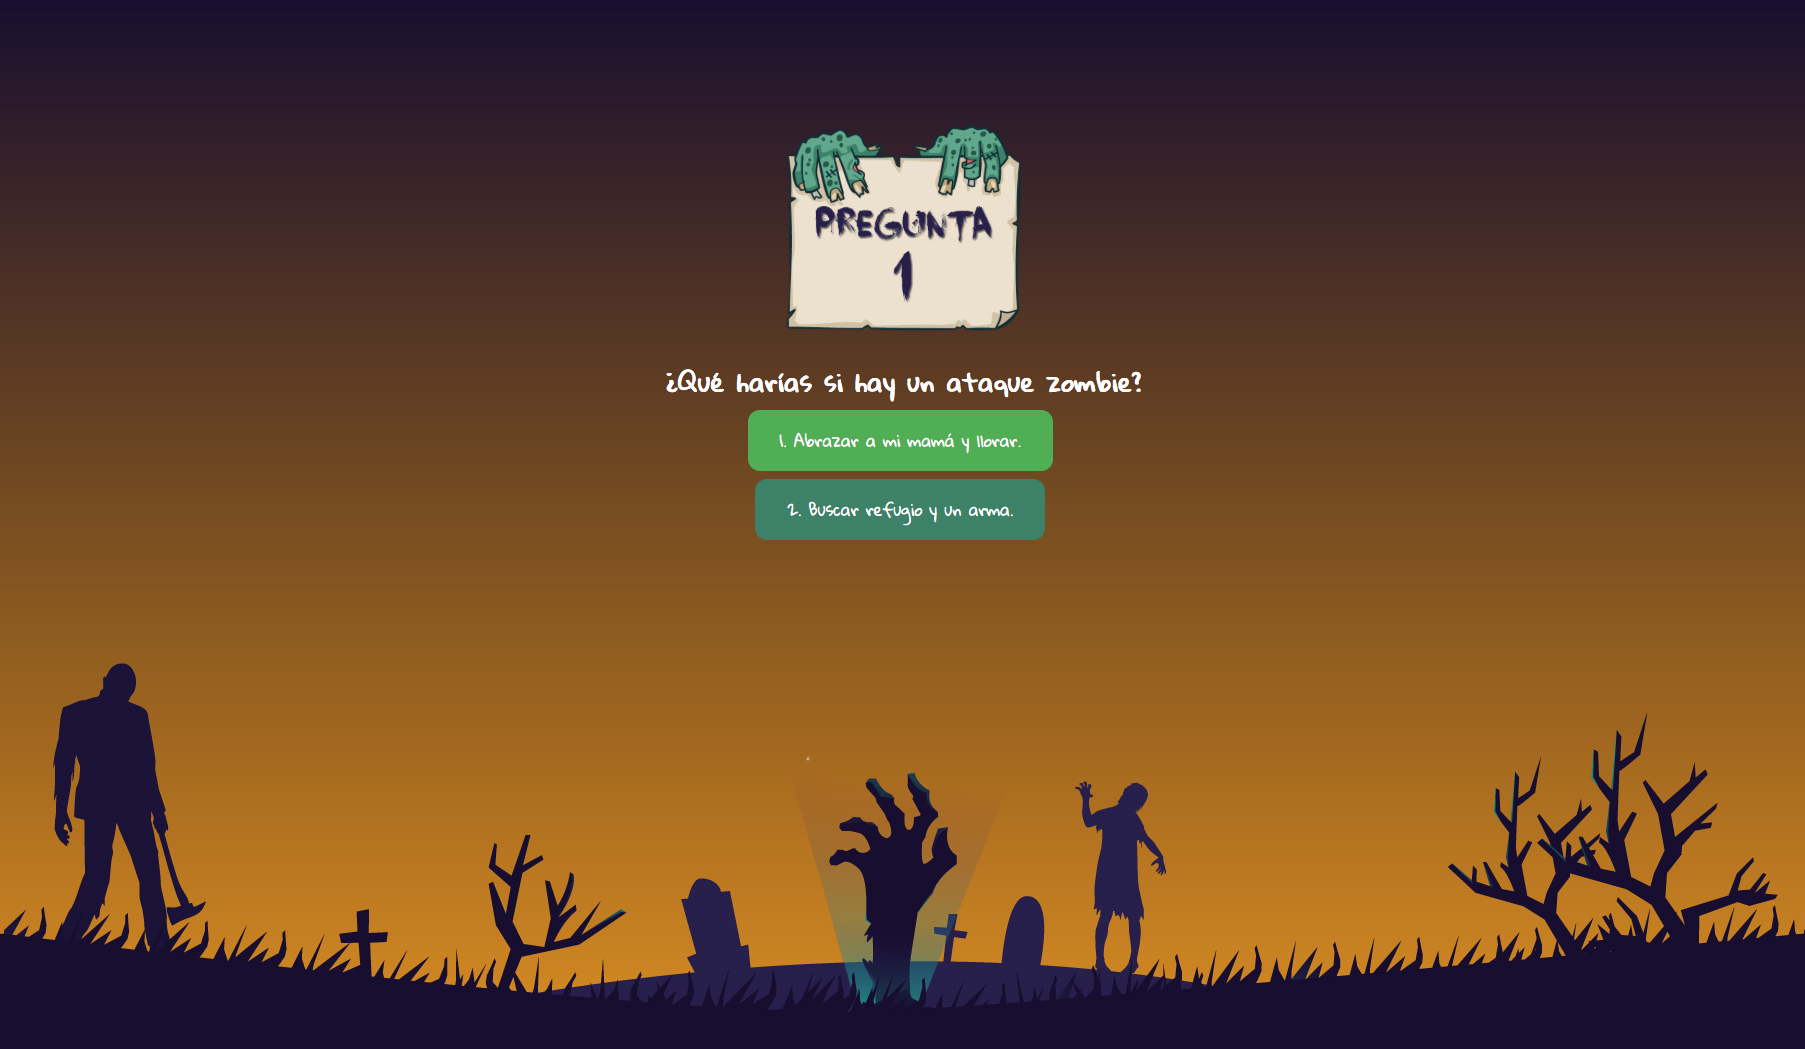 PREGUNTA
1
¿Qué harías si hay un ataque zombie?
1. Abrazar a mi mamá y llorar.
2. Buscar refugio y un arma.